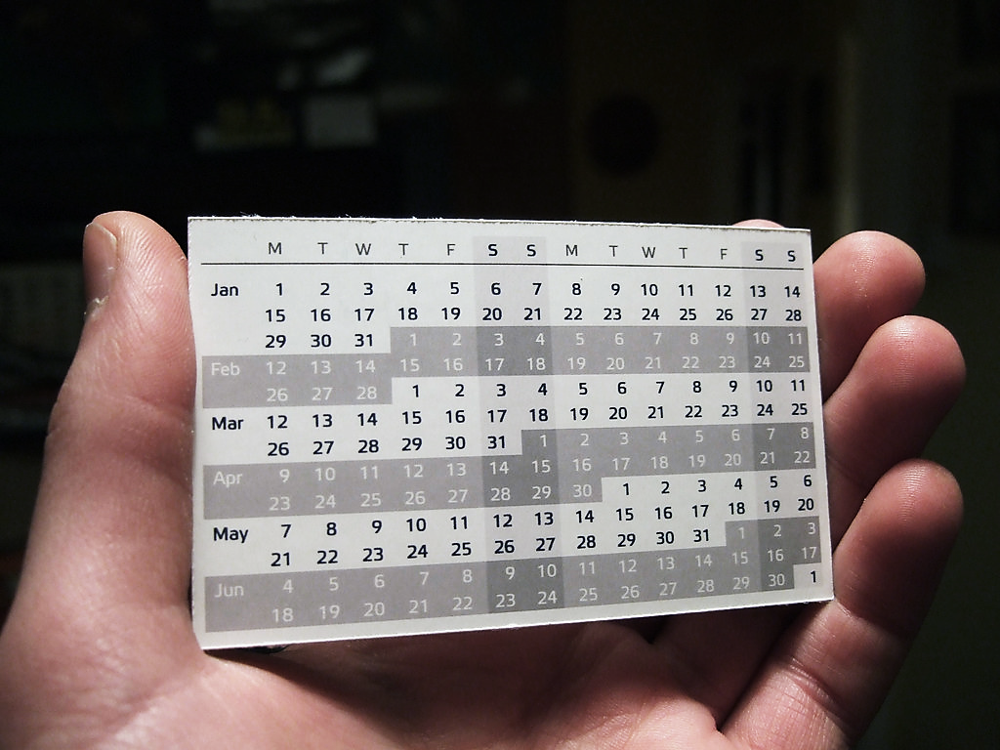 M T W T F S S M T W T F S S
Jan 1 2 3 4 5 6 7 8 9 10 11 12 13 14
15 16 17 18 19 20 21 22 23 24 25 26 27 28
29 30 31 1 2 3 4 5 6 7 8 9 10 11
Feb 12 13 14 15 16 17 18 19 20 21 22 23 24 25
26 27 28 1 2 3 4 5 6 7 8 9 10 11
Mar 12 13 14 15 16 17 18 19 20 21 22 23 24 25
26 27 28 29 30 31 1 2 3 4 5 6 7 8
Apr 9 10 11 12 13 14 15 16 17 18 19 20 21 22
23 24 25 26 27 28 29 30 1 2 3 4 5 6
May 7 8 9 10 11 12 13 14 15 16 17 18 19 20
21 22 23 24 25 26 27 28 29 30 31 1 2 3
Jun 4 5 6 7 8 9 10 11 12 13 14 15 16 17
18 19 20 21 22 23 24 25 26 27 28 29 30 1